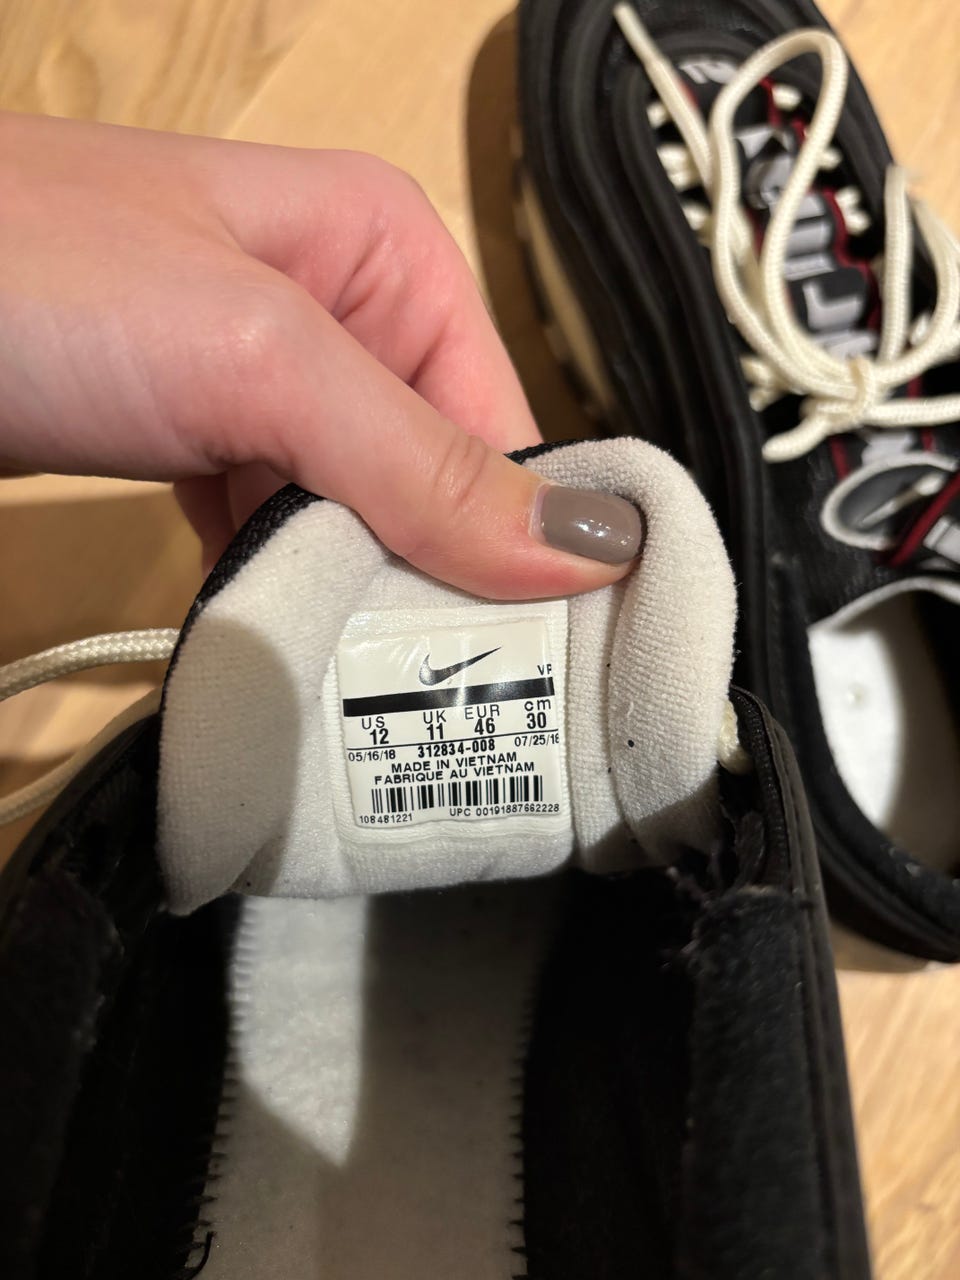 VP
US UK EUR cm
12 11 46 30
05/16/18 312834-008 07/25/18
MADE IN VIETNAM
FABRIQUE AU VIETNAM
108481221 UPC 00191887662228